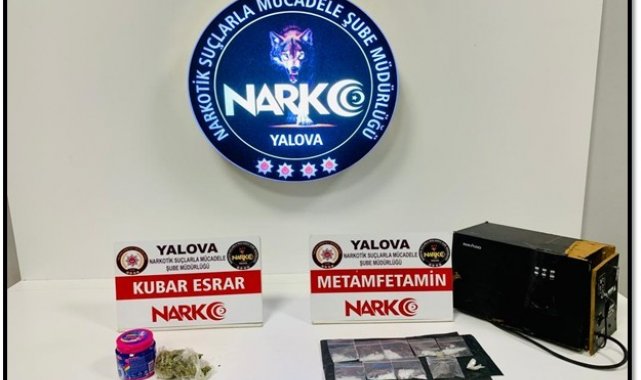 NARKOTİK SUÇLARLA MÜCADELE ŞUBE MÜDÜRLÜĞÜ
NARKO
YALOVA
YALOVA
NARKOTİK SUÇLARLA MÜCADELE
ŞUBE MÜDÜRLÜĞÜ
KUBAR ESRAR
NARKO
YALOVA
NARKOTİK SUÇLARLA MÜCADELE
ŞUBE MÜDÜRLÜĞÜ
METAMFETAMİN
NARKO